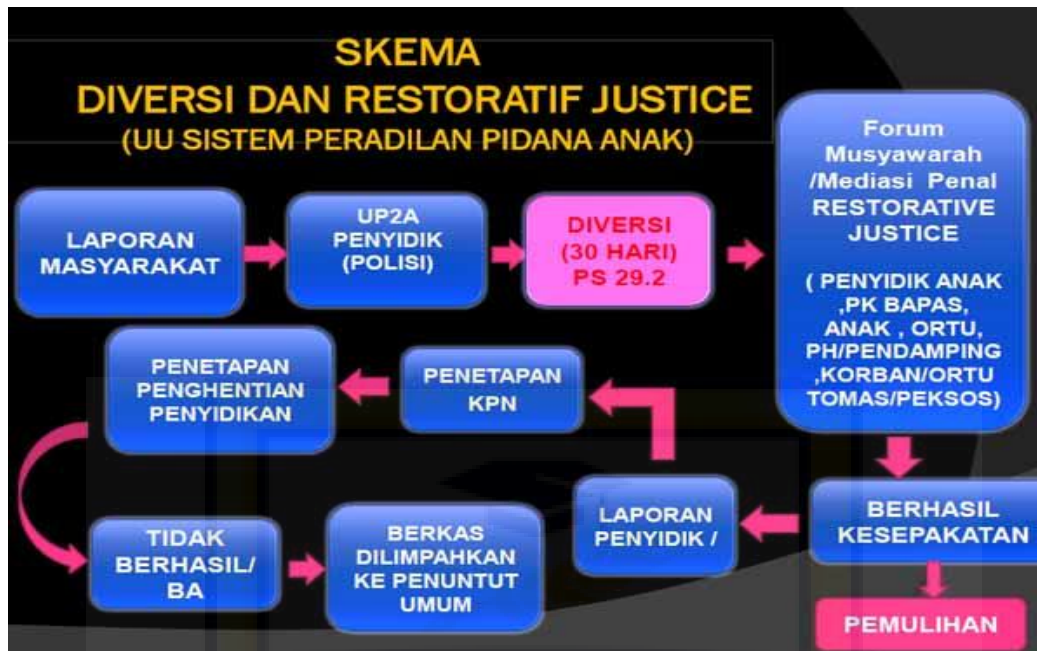 SKEMA
DIVERSI DAN RESTORATIF JUSTICE
(UU SISTEM PERADILAN PIDANA ANAK)
LAPORAN
MASYARAKAT
UP2A
PENYIDIK
(POLISI)
DIVERSI
(30 HARI)
PS 29.2
Forum
Musyawarah
/Mediasi Penal
RESTORATIVE
JUSTICE
( PENYIDIK ANAK
,PK BAPAS,
ANAK , ORTU,
PH/PENDAMPING
,KORBAN/ORTU
TOMAS/PEKSOS)
BERHASIL
KESEPAKATAN
PEMULIHAN
LAPORAN
PENYIDIK /
PENETAPAN
KPN
PENETAPAN
PENGHENTIAN
PENYIDIKAN
TIDAK
BERHASIL/
BA
BERKAS
DILIMPAHKAN
KE PENUNTUT
UMUM